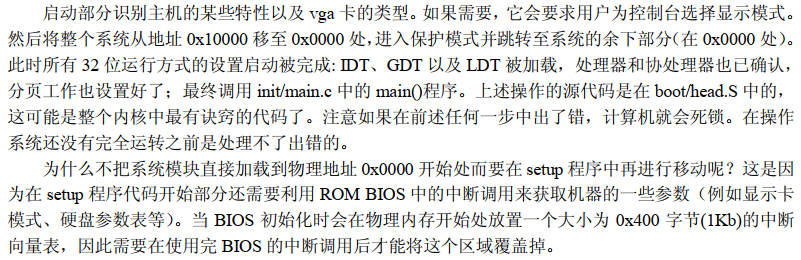 启动部分识别主机的某些特性以及 vga 卡的类型。如果需要，它会要求用户为控制台选择显示模式。
然后将整个系统从地址 0x10000 移至 0x0000 处，进入保护模式并跳转至系统的余下部分（在 0x0000 处）。
此时所有 32 位运行方式的设置启动被完成: IDT、GDT 以及 LDT 被加载，处理器和协处理器也已确认，
分页工作也设置好了；最终调用 init/main.c 中的 main()程序。上述操作的源代码是在 boot/head.S 中的，
这可能是整个内核中最有诀窍的代码了。注意如果在前述任何一步中出了错，计算机就会死锁。在操作
系统还没有完全运转之前是处理不了出错的。
为什么不把系统模块直接加载到物理地址 0x0000 开始处而要在 setup 程序中再进行移动呢？这是因
为在 setup 程序代码开始部分还需要利用 ROM BIOS 中的中断调用来获取机器的一些参数（例如显示卡
模式、硬盘参数表等）。当 BIOS 初始化时会在物理内存开始处放置一个大小为 0x400 字节(1Kb)的中断
向量表，因此需要在使用完 BIOS 的中断调用后才能将这个区域覆盖掉。